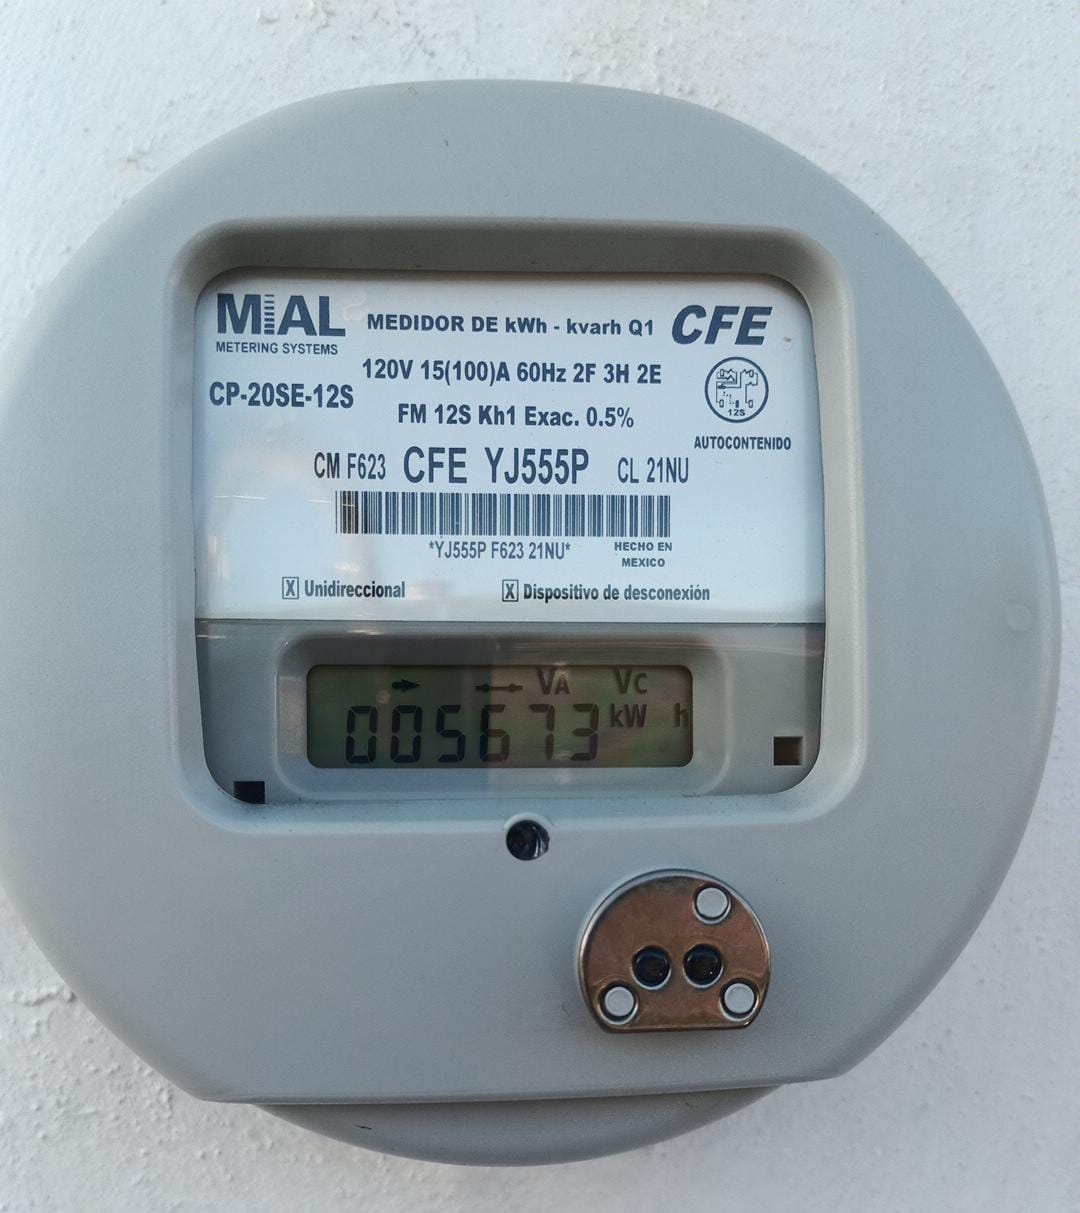 MIAL
METERING SYSTEMS
MEDIDOR DE kWh - kvarh Q1
CFE
120V 15(100)A 60Hz 2F 3H 2E
CP-20SE-12S
FM 12S Kh1 Exac. 0.5%
12S
AUTOCONTENIDO
CM F623 CFE YJ555P CL 21NU
*YJ555P F623 21NU*
HECHO EN
MEXICO
X Unidireccional
X Dispositivo de desconexión
VA VC
005673 kW h